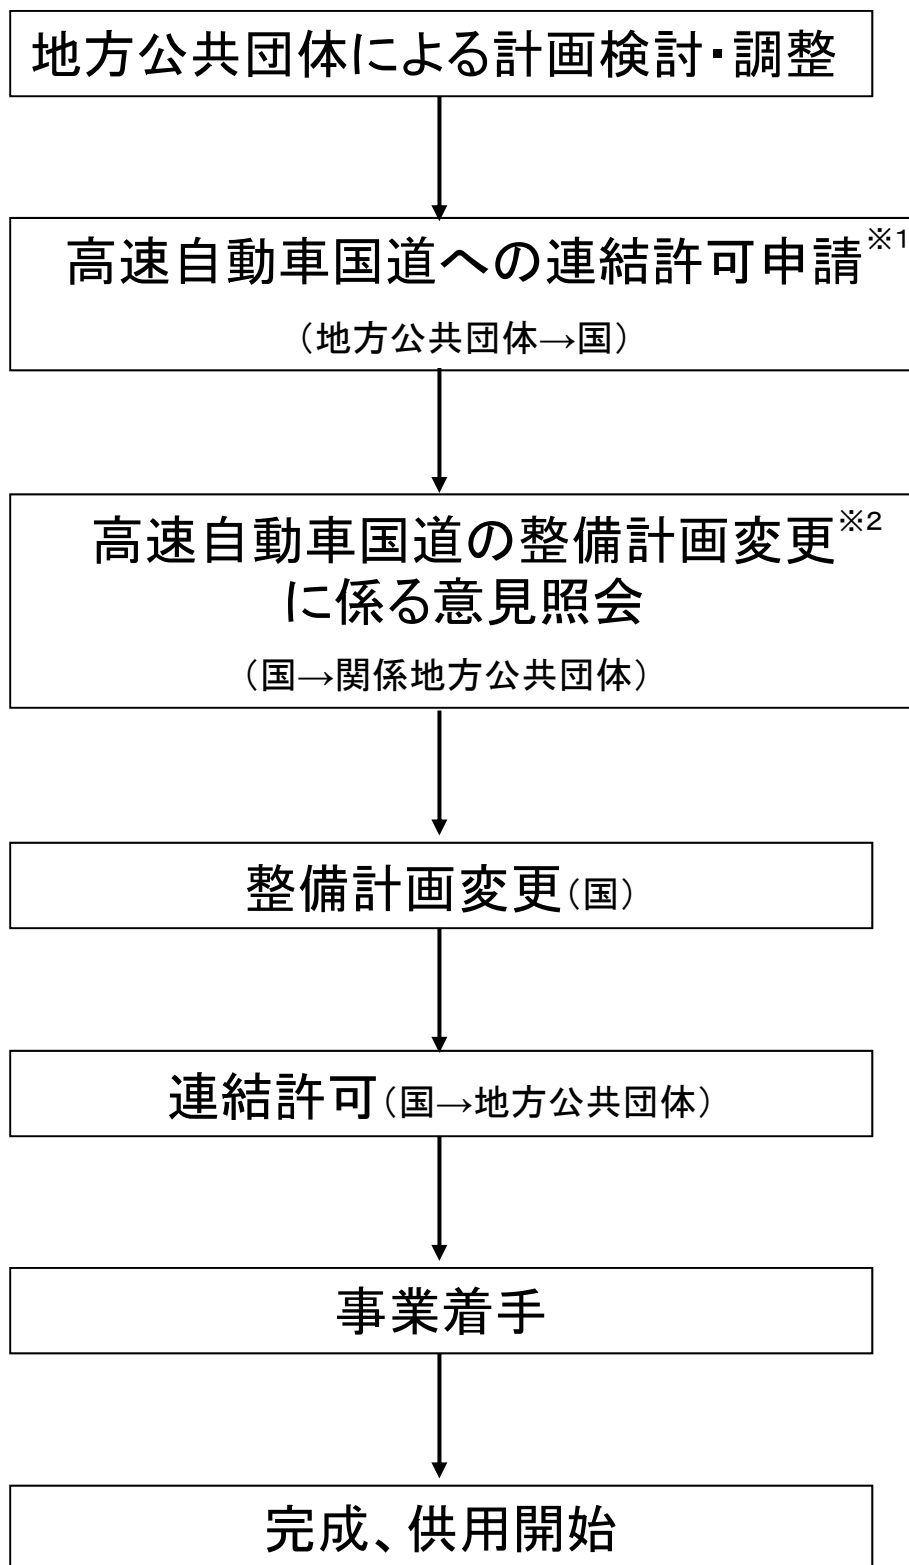 地方公共団体による計画検討・調整
高速自動車国道への連結許可申請※1
（地方公共団体→国）
高速自動車国道の整備計画変更※2
に係る意見照会
（国→関係地方公共団体）
整備計画変更（国）
連結許可（国→地方公共団体）
事業着手
完成、供用開始